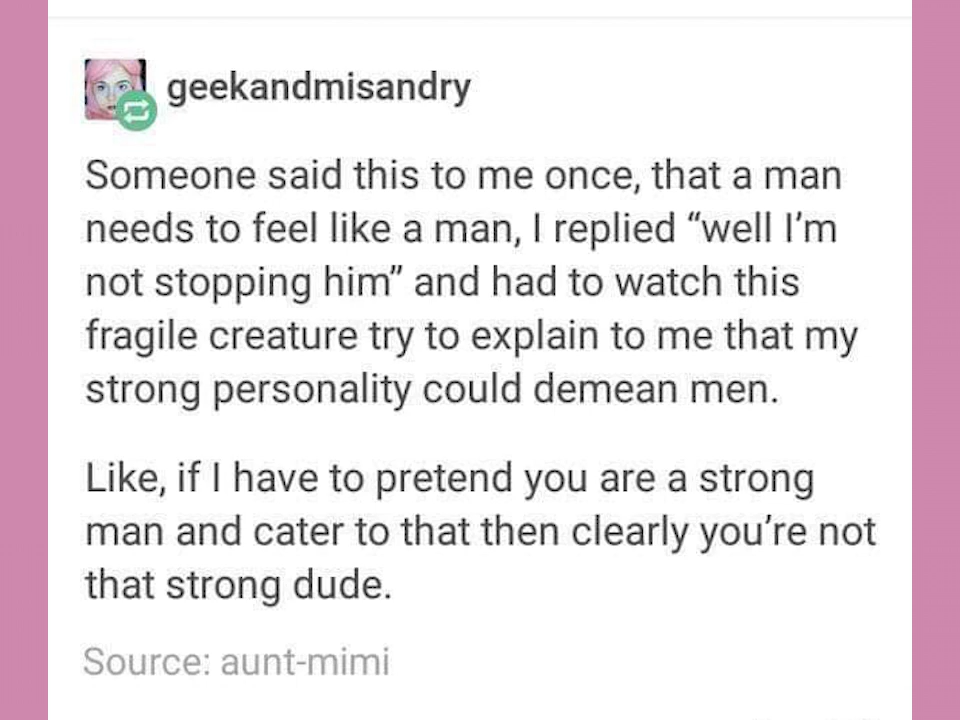 geekandmisandry
Someone said this to me once, that a man
needs to feel like a man, I replied “well I’m
not stopping him” and had to watch this
fragile creature try to explain to me that my
strong personality could demean men.
Like, if I have to pretend you are a strong
man and cater to that then clearly you’re not
that strong dude.
Source: aunt-mimi